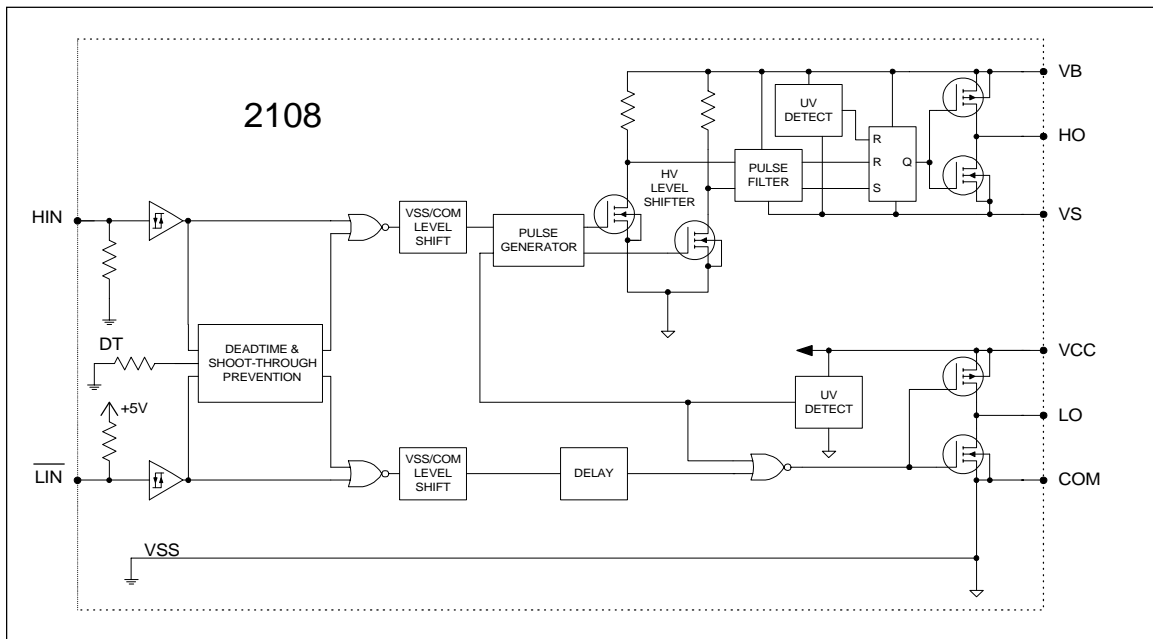 2108
VB
UV
DETECT
HO
R
R
Q
S
HV
LEVEL
SHIFTER
PULSE
FILTER
HIN
VSS/COM
LEVEL
SHIFT
PULSE
GENERATOR
VS
DT
DEADTIME &
SHOOT-THROUGH
PREVENTION
VCC
UV
DETECT
+5V
LO
LIN
VSS/COM
LEVEL
SHIFT
DELAY
COM
VSS